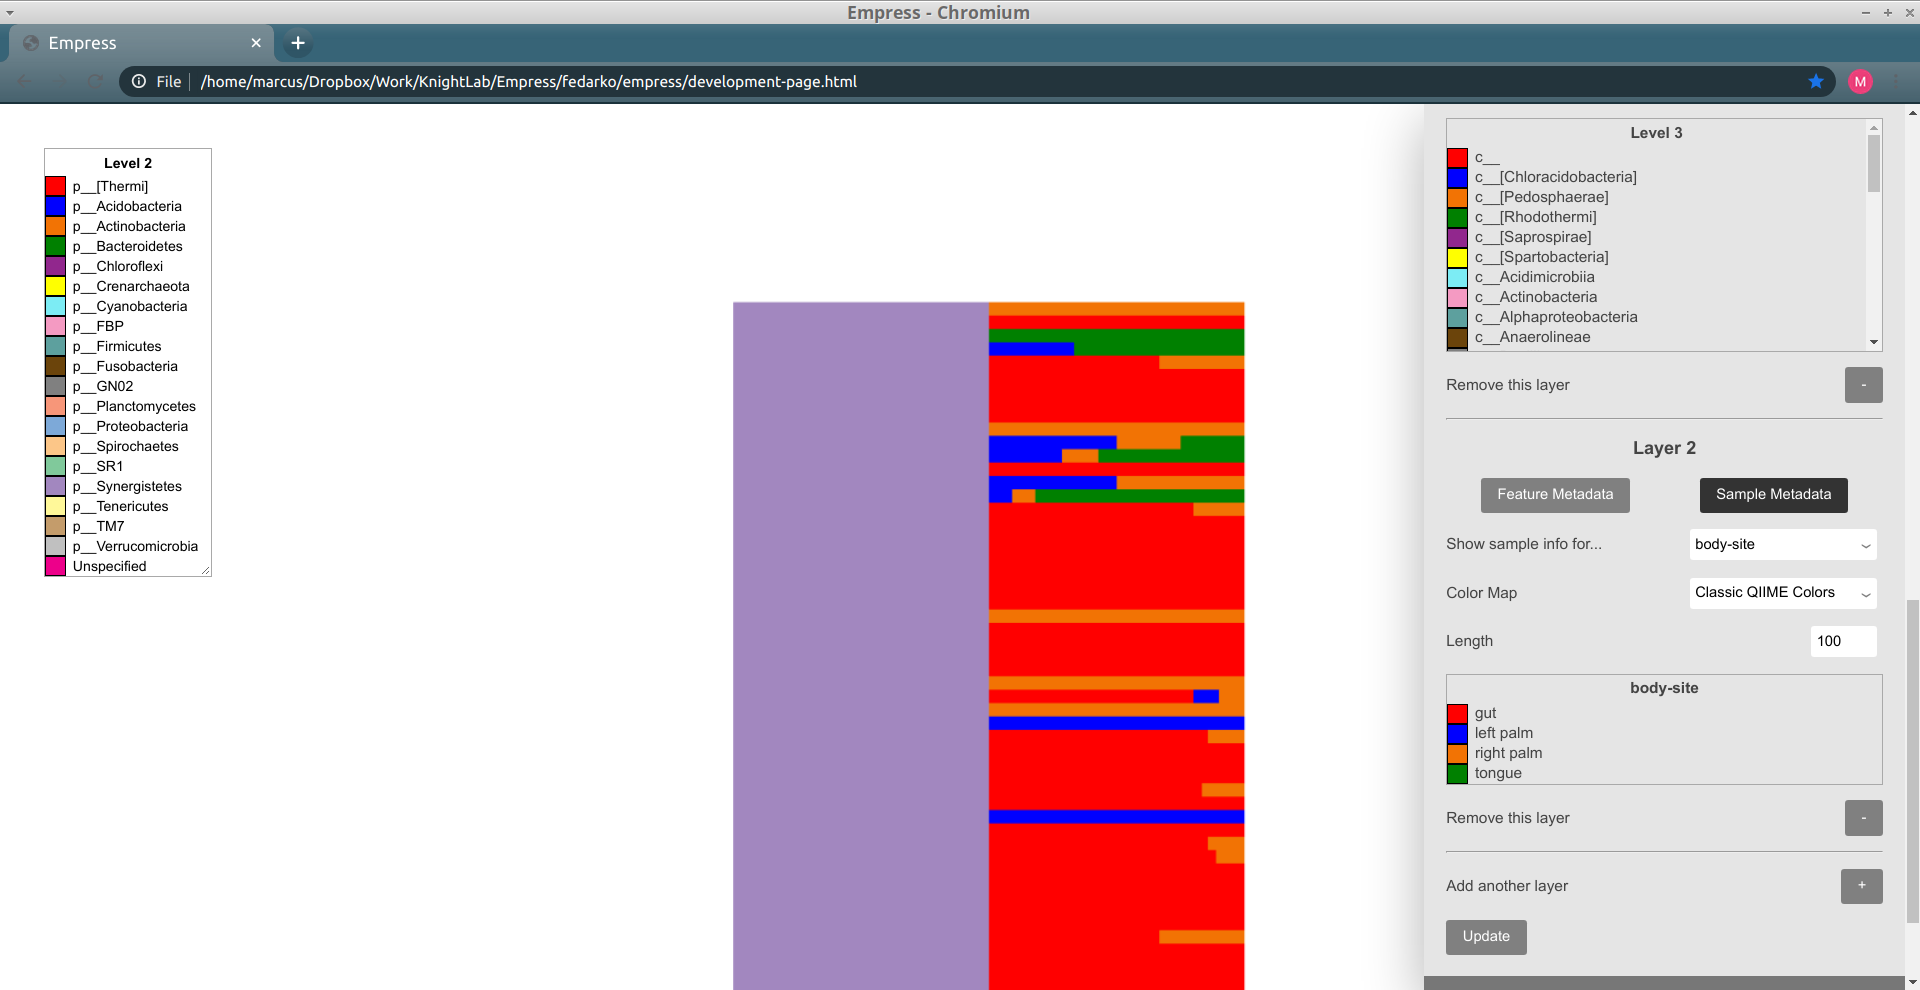 Empress - Chromium
Empress
File
/home/marcus/Dropbox/Work/KnightLab/Empress/fedarko/empress/development-page.html
M
Level 2
p__[Thermi]
p__Acidobacteria
p__Actinobacteria
p__Bacteroidetes
p__Chloroflexi
p__Crenarchaeota
p__Cyanobacteria
p__FBP
p__Firmicutes
p__Fusobacteria
p__GN02
p__Planctomycetes
p__Proteobacteria
p__Spirochaetes
p__SR1
p__Synergistetes
p__Tenericutes
p__TM7
p__Verrucomicrobia
Unspecified
Level 3
c__
c__[Chloracidobacteria]
c__[Pedosphaerae]
c__[Rhodothermi]
c__[Saprospirae]
c__[Spartobacteria]
c__Acidimicrobiia
c__Actinobacteria
c__Alphaproteobacteria
c__Anaerolineae
Remove this layer -
Layer 2
Feature Metadata Sample Metadata
Show sample info for... body-site
Color Map Classic QIIME Colors
Length 100
body-site
gut
left palm
right palm
tongue
Remove this layer -
Add another layer +
Update